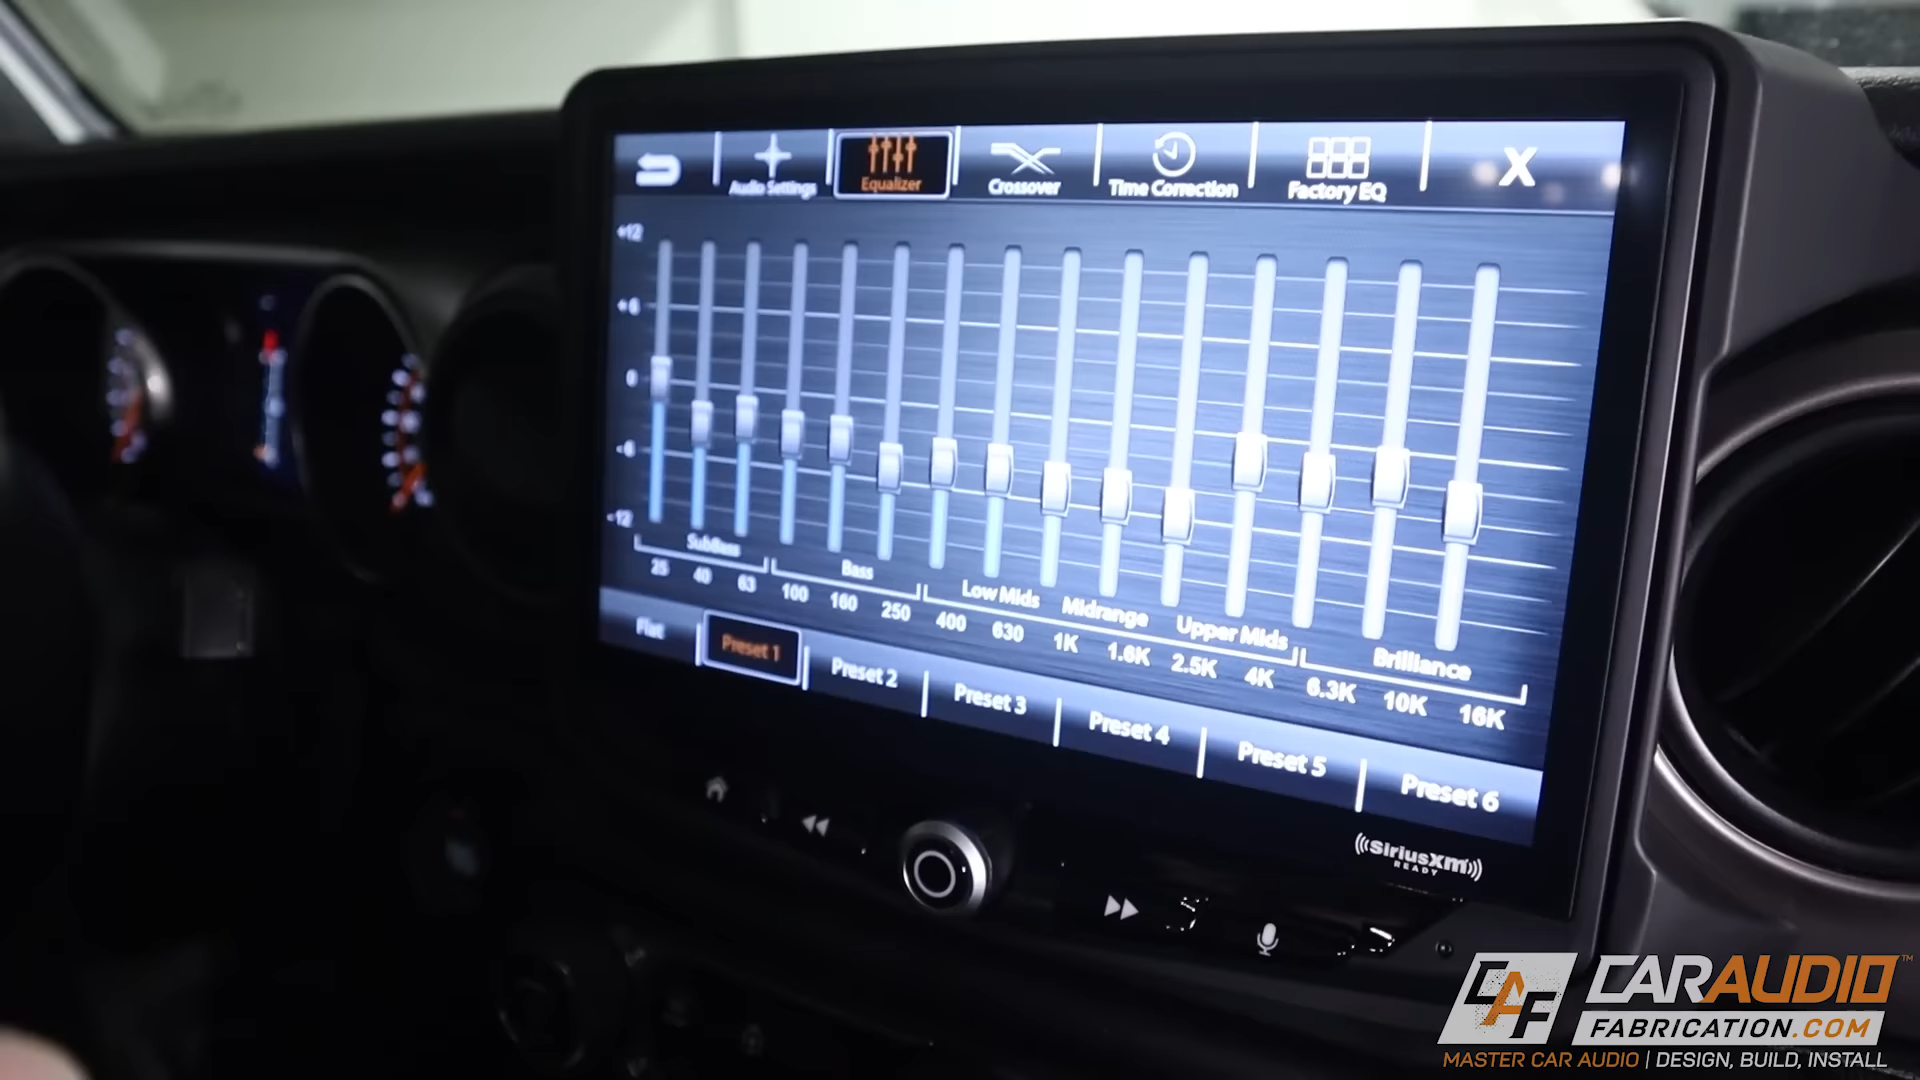 Audio Settings
Equalizer
Crossover
Time Correction
Factory EQ
X
+12
+6
0
-6
-12
SubBass
Bass
Low Mids
Midrange
Upper Mids
Brilliance
25 40 63 100 160 250 400 630 1K 1.6K 2.5K 4K 6.3K 10K 16K
Flat
Preset 1
Preset 2
Preset 3
Preset 4
Preset 5
Preset 6
((SiriusXM))
READY
CAF
CARAUDIO™
FABRICATION.COM
MASTER CAR AUDIO | DESIGN, BUILD, INSTALL